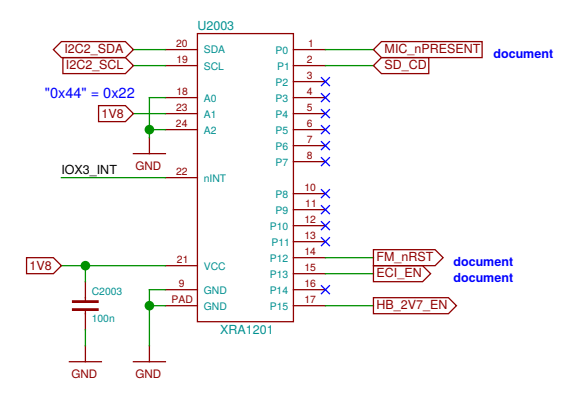 U2003
I2C2_SDA 20 SDA P0 1 MIC_nPRESENT document
I2C2_SCL 19 SCL P1 2 SD_CD
P2 3
"0x44" = 0x22
18 A0 P3 4
1V8 23 A1 P4 5
24 A2 P5 6
P6 7
GND P7 8
IOX3_INT 22 nINT
P8 10
P9 11
P10 12
P11 13
P12 14 FM_nRST document
1V8 21 VCC P13 15 ECI_EN document
C2003 9 GND P14 16
100n PAD GND P15 17 HB_2V7_EN
XRA1201
GND GND